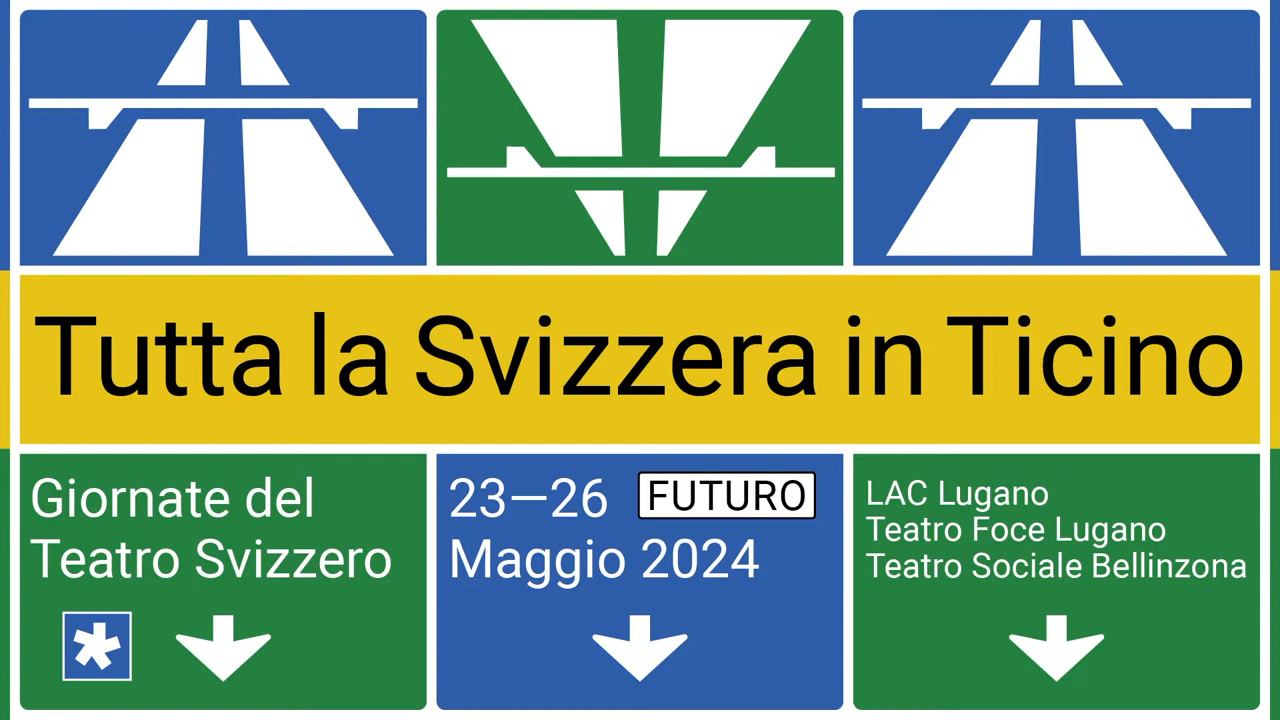 Tutta la Svizzera in Ticino
Giornate del
Teatro Svizzero
23—26 FUTURO
Maggio 2024
LAC Lugano
Teatro Foce Lugano
Teatro Sociale Bellinzona